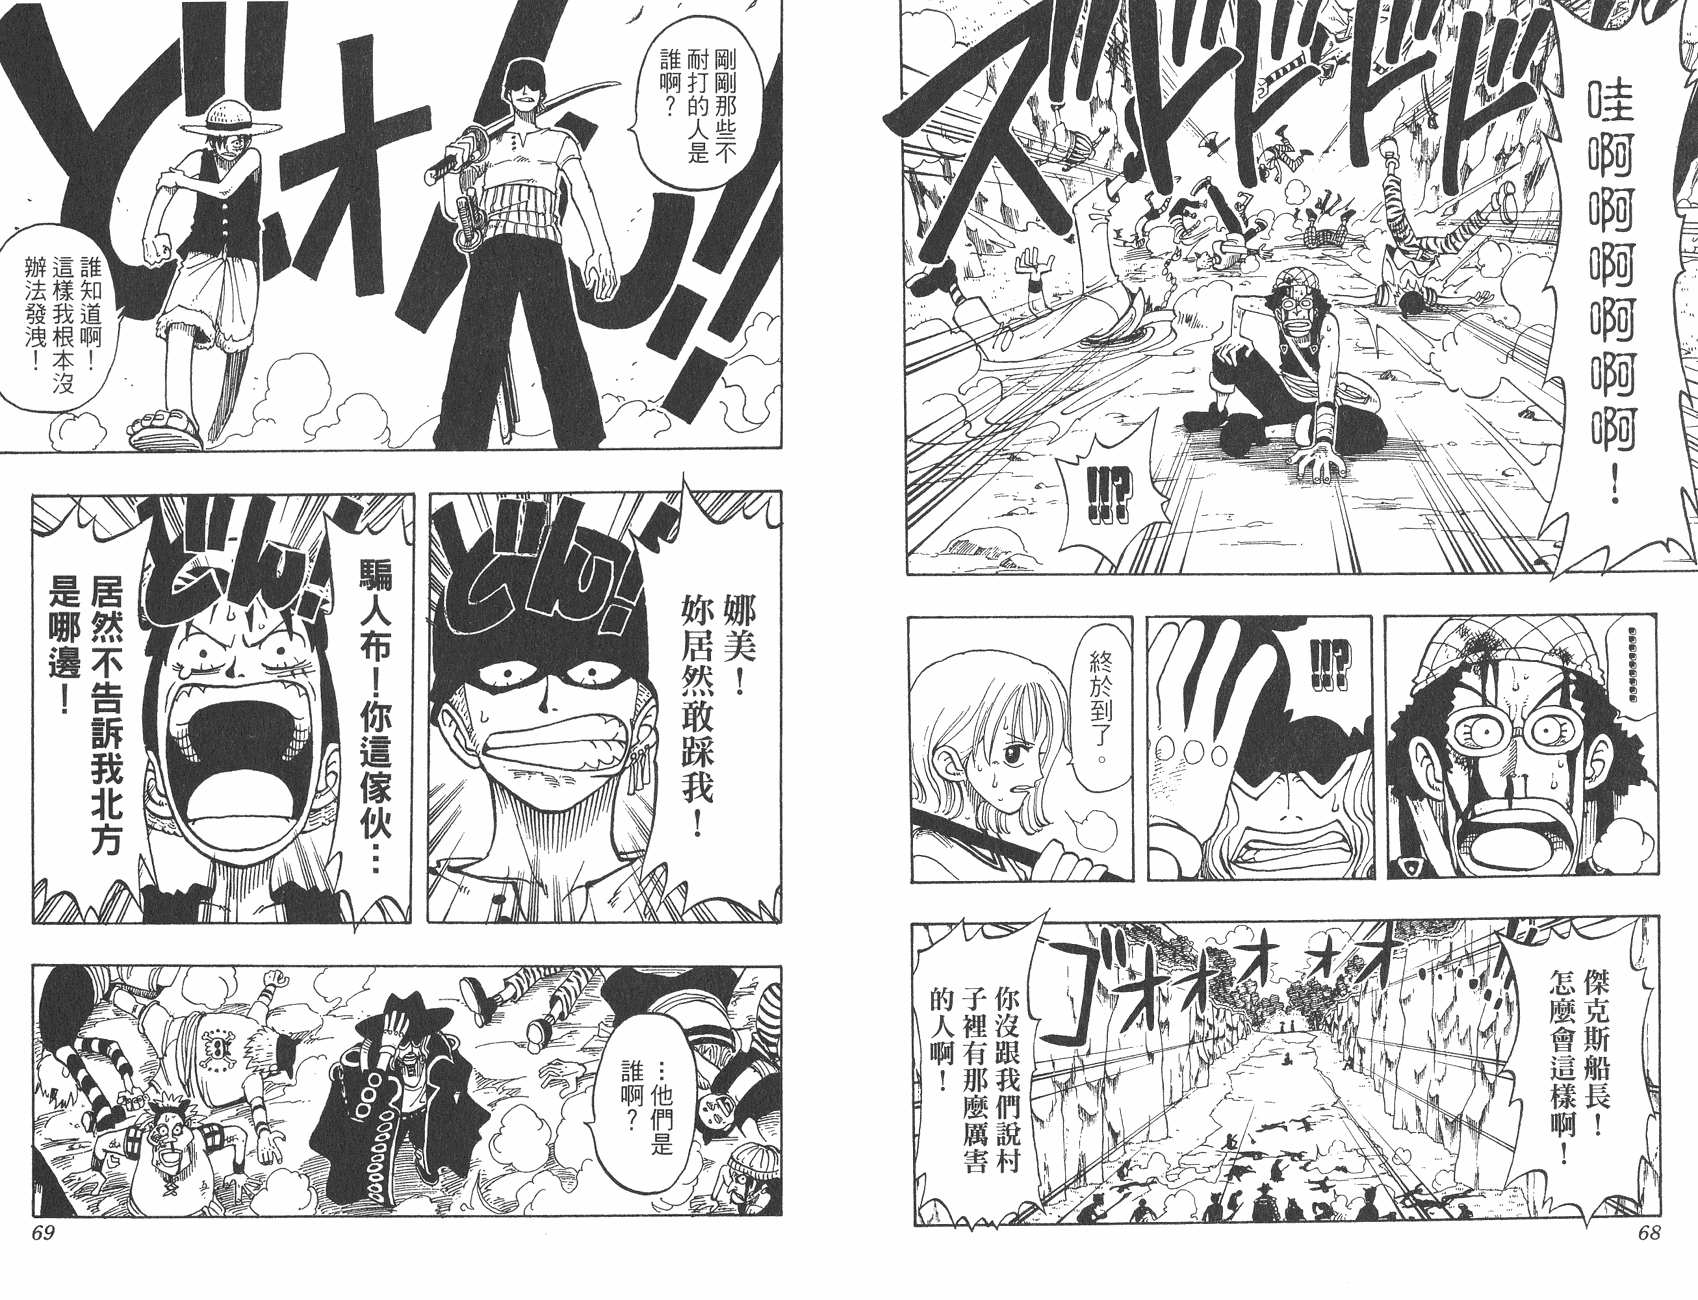 哇啊啊啊啊啊啊！
ズドドドド
!!?
………
!!?
終於到了。
傑克斯船長！
怎麼會這樣啊！
ゴオオオオ…
你沒跟我們說村
子裡有那麼厲害
的人啊！
68
剛剛那些不
耐打的人是
誰啊？
誰知道啊！
這樣我根本沒
辦法發洩！
どオん!!
娜美！
妳居然敢踩我！
どん!
騙人布！你這傢伙…
居然不告訴我北方
是哪邊！
どん!
…他們是
誰啊？
69